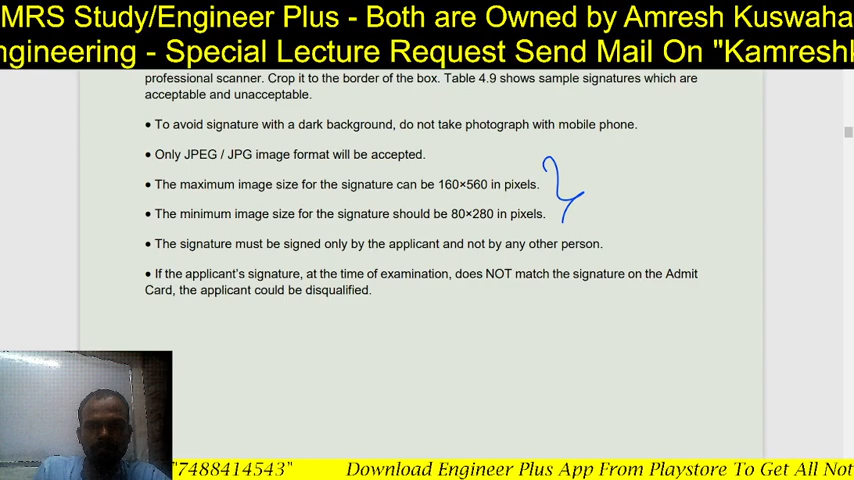 MRS Study/Engineer Plus - Both are Owned by Amresh Kuswaha
ngineering - Special Lecture Request Send Mail On "Kamreshk
professional scanner. Crop it to the border of the box. Table 4.9 shows sample signatures which are
acceptable and unacceptable.
• To avoid signature with a dark background, do not take photograph with mobile phone.
• Only JPEG / JPG image format will be accepted.
• The maximum image size for the signature can be 160×560 in pixels.
• The minimum image size for the signature should be 80×280 in pixels.
• The signature must be signed only by the applicant and not by any other person.
• If the applicant's signature, at the time of examination, does NOT match the signature on the Admit
Card, the applicant could be disqualified.
"7488414543" Download Engineer Plus App From Playstore To Get All Not